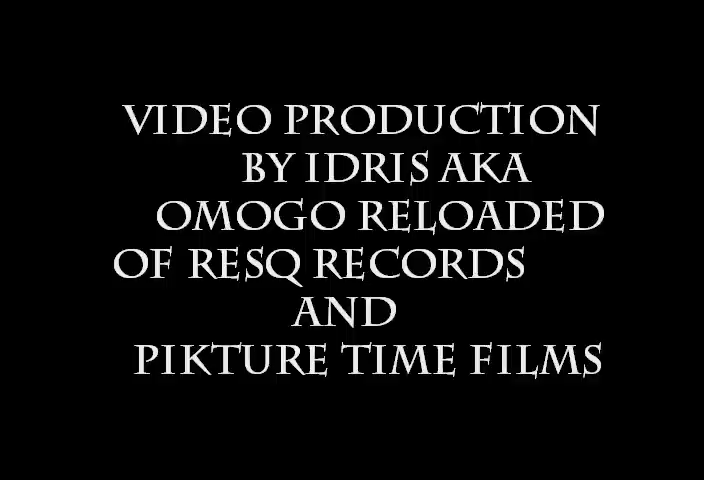 VIDEO PRODUCTION
BY IDRIS AKA
OMOGO RELOADED
OF RESQ RECORDS
AND
PIKTURE TIME FILMS